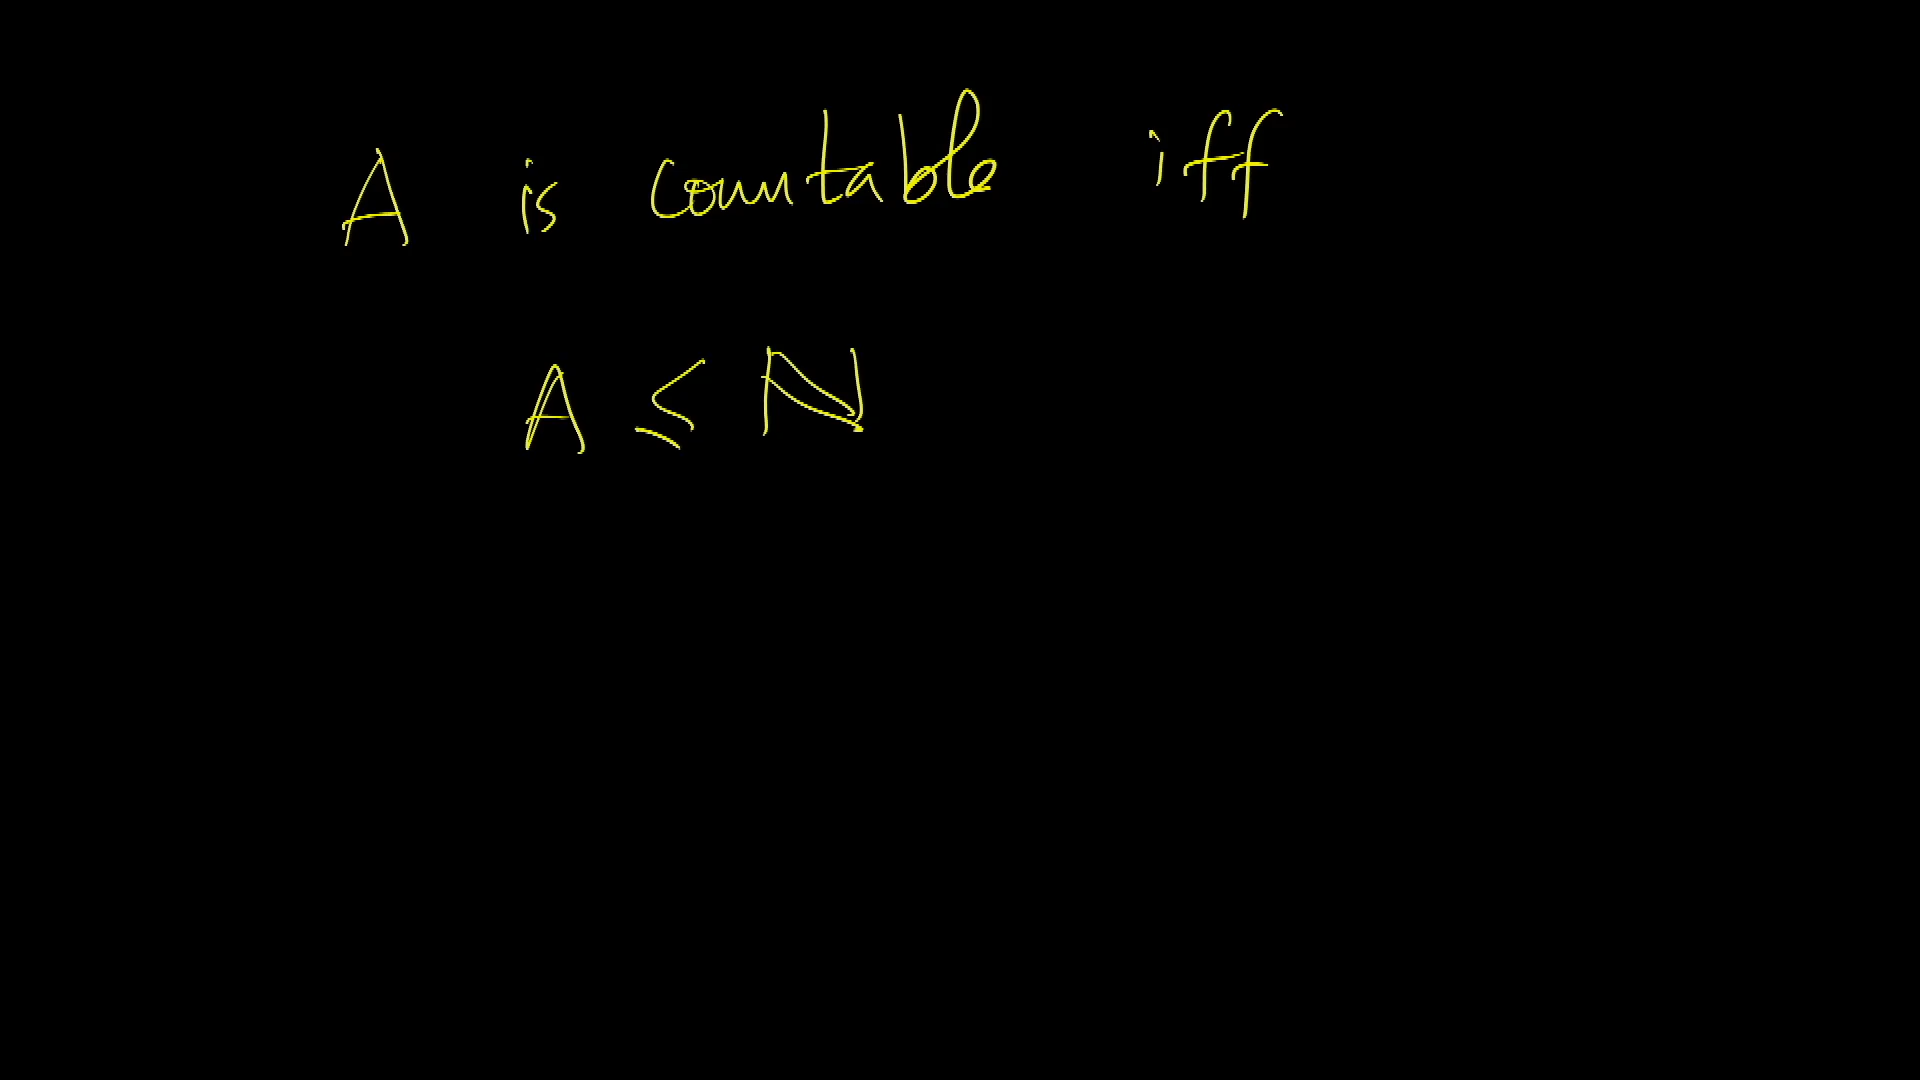 A is countable iff
A ≤ ℕ